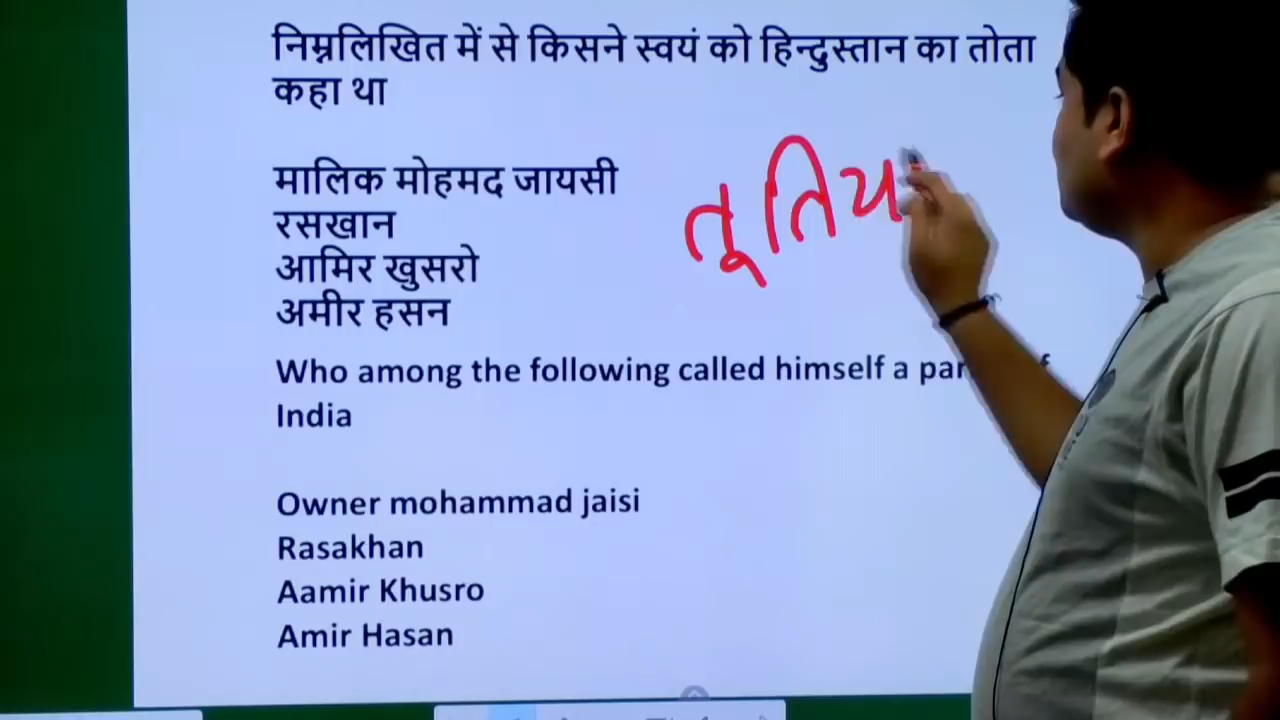 निम्नलिखित में से किसने स्वयं को हिन्दुस्तान का तोता
कहा था
मालिक मोहमद जायसी
रसखान
आमिर खुसरो
अमीर हसन
तूतिय
Who among the following called himself a par
India
Owner mohammad jaisi
Rasakhan
Aamir Khusro
Amir Hasan